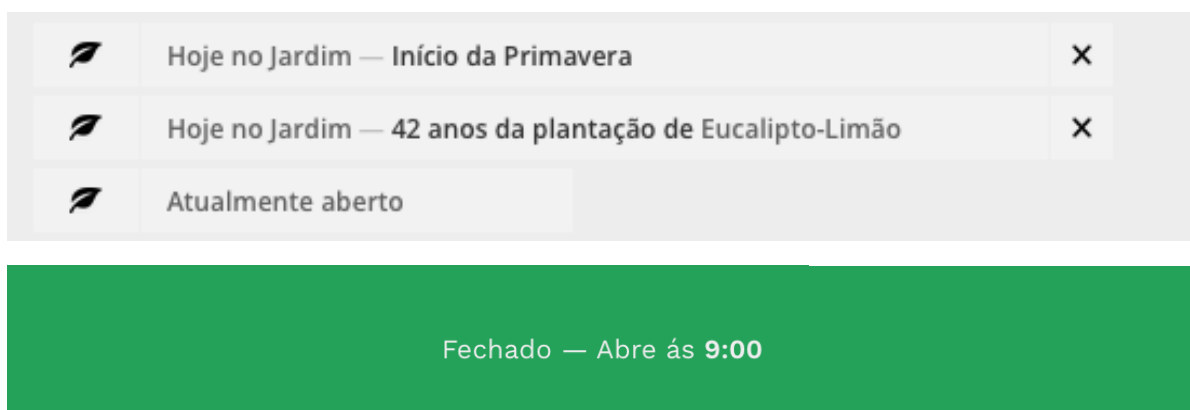 Hoje no Jardim — Início da Primavera
Hoje no Jardim — 42 anos da plantação de Eucalipto-Limão
Atualmente aberto
Fechado — Abre ás 9:00